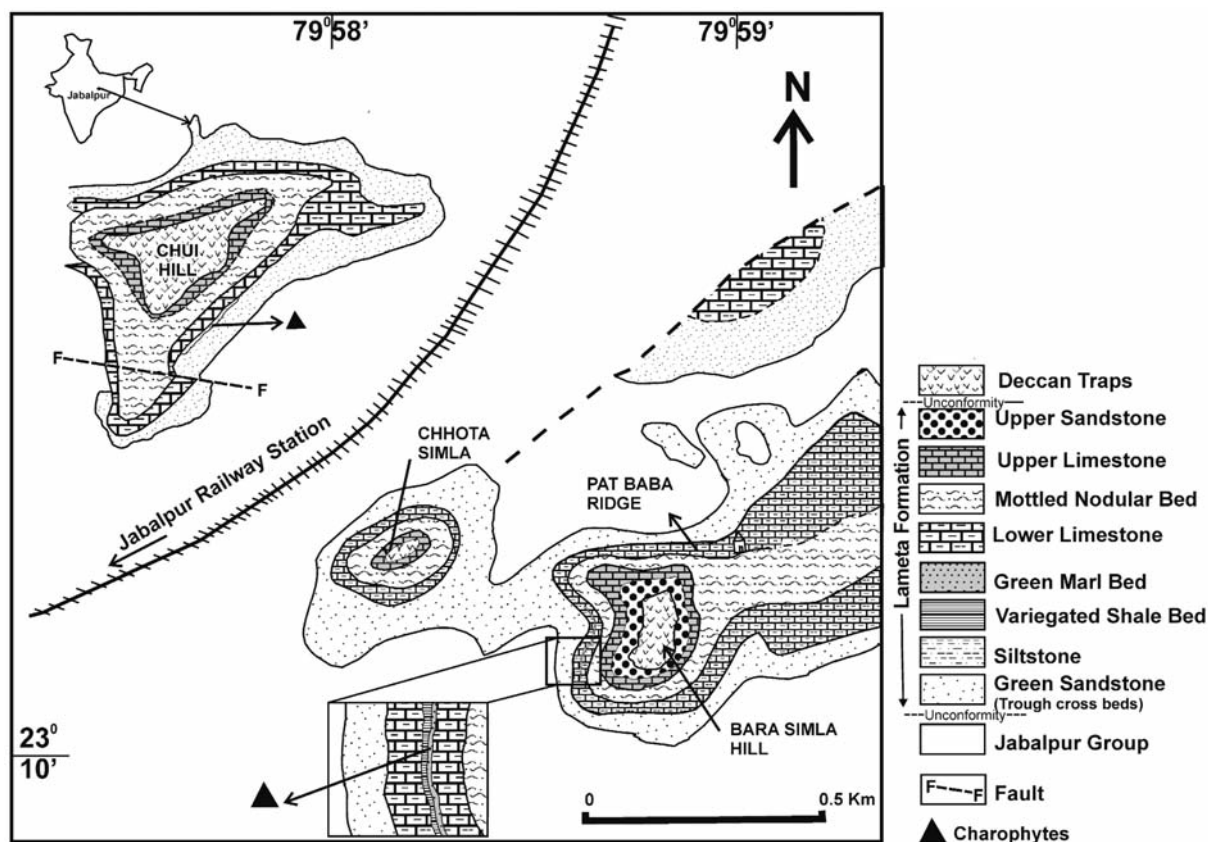 79⁰58’
79⁰59’
Jabalpur
N
CHUI
HILL
F
F
Jabalpur Railway Station
CHHOTA
SIMLA
PAT BABA
RIDGE
BARA SIMLA
HILL
23⁰
10’
0
0.5 Km
Deccan Traps
Unconformity
Upper Sandstone
Upper Limestone
Mottled Nodular Bed
Lower Limestone
Green Marl Bed
Variegated Shale Bed
Siltstone
Green Sandstone
(Trough cross beds)
Unconformity
Lameta Formation
Jabalpur Group
F
F
Fault
Charophytes